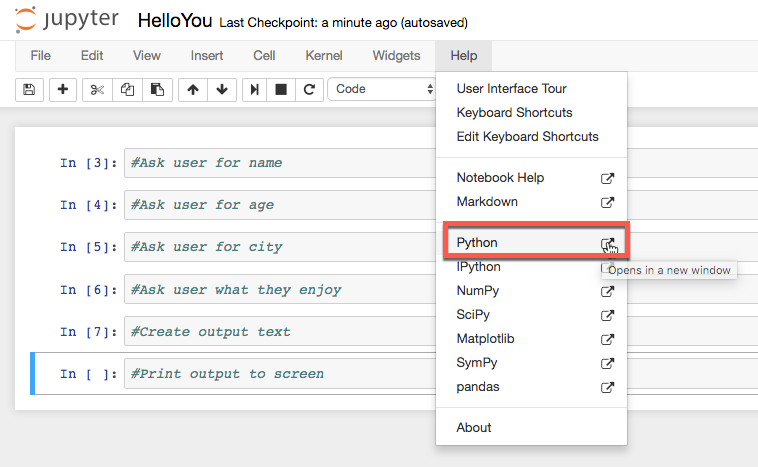 jupyter HelloYou Last Checkpoint: a minute ago (autosaved)
File Edit View Insert Cell Kernel Widgets Help
Code
User Interface Tour
Keyboard Shortcuts
Edit Keyboard Shortcuts
Notebook Help
Markdown
Python
IPython
Opens in a new window
NumPy
SciPy
Matplotlib
SymPy
pandas
About
In [3]: #Ask user for name
In [4]: #Ask user for age
In [5]: #Ask user for city
In [6]: #Ask user what they enjoy
In [7]: #Create output text
In [ ]: #Print output to screen